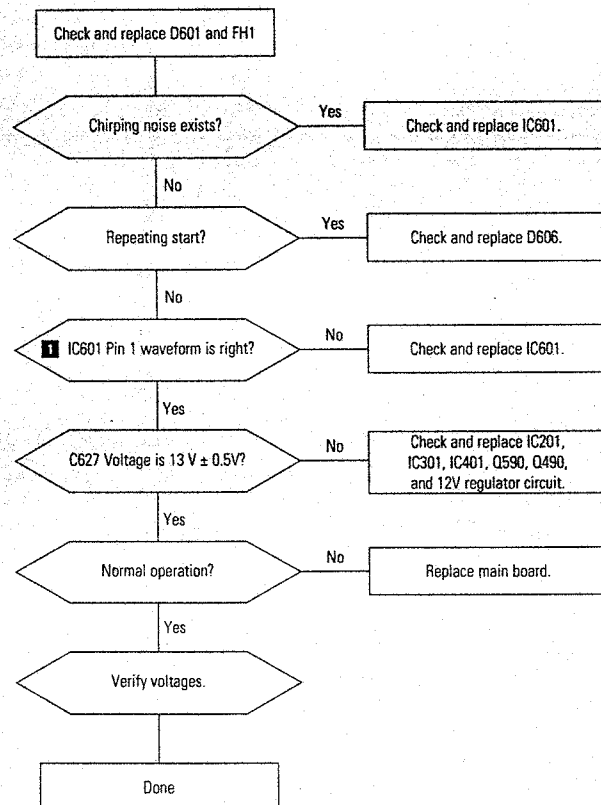 Check and replace D601 and FH1
Chirping noise exists?
Yes
Check and replace IC601.
No
Repeating start?
Yes
Check and replace D606.
No
1 IC601 Pin 1 waveform is right?
No
Check and replace IC601.
Yes
C627 Voltage is 13 V ± 0.5V?
No
Check and replace IC201,
IC301, IC401, Q590, Q490,
and 12V regulator circuit.
Yes
Normal operation?
No
Replace main board.
Yes
Verify voltages.
Done